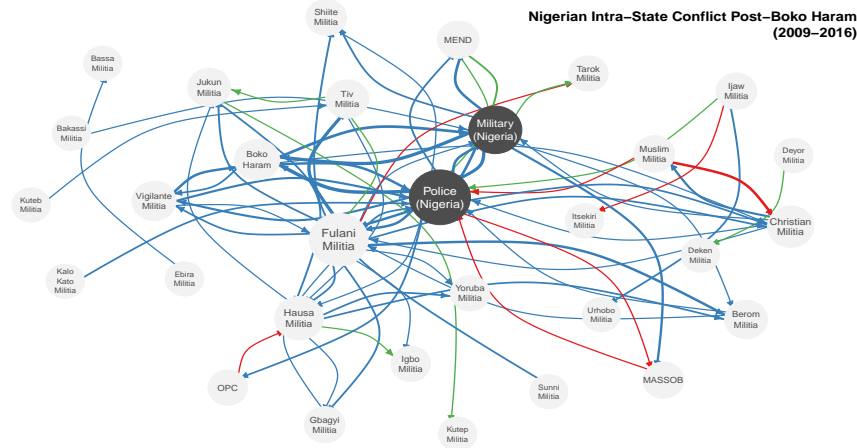 Nigerian Intra−State Conflict Post−Boko Haram
(2009−2016)
Shiite
Militia
MEND
Bassa
Militia
Tarok
Militia
Jukun
Militia
Tiv
Militia
Ijaw
Militia
Bakassi
Militia
Military
(Nigeria)
Boko
Haram
Muslim
Militia
Deyor
Militia
Kuteb
Militia
Vigilante
Militia
Police
(Nigeria)
Itsekiri
Militia
Christian
Militia
Fulani
Militia
Deken
Militia
Kalo
Kato
Militia
Ebira
Militia
Yoruba
Militia
Hausa
Militia
Urhobo
Militia
Berom
Militia
Igbo
Militia
OPC
MASSOB
Sunni
Militia
Gbagyi
Militia
Kutep
Militia